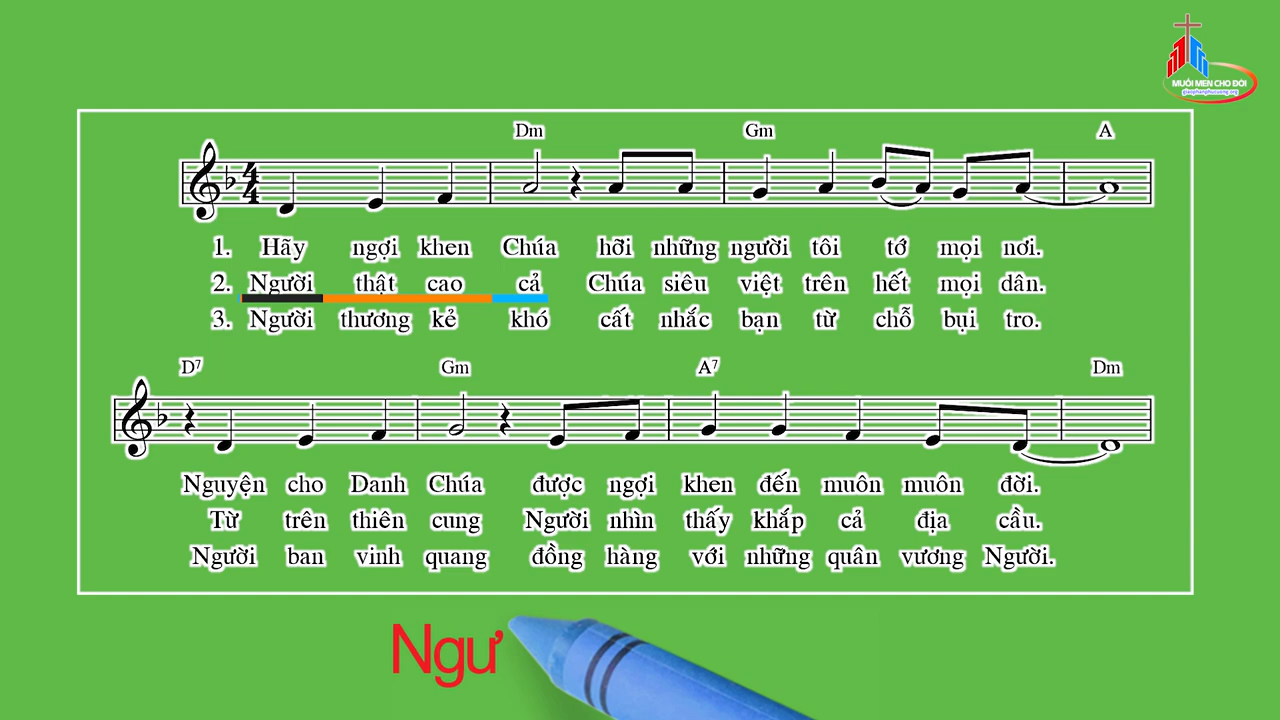 MUỐI MEN CHO ĐỜI
giaophanphucuong.org
Dm Gm A
1. Hãy ngợi khen Chúa hỡi những người tôi tớ mọi nơi.
2. Người thật cao cả Chúa siêu việt trên hết mọi dân.
3. Người thương kẻ khó cất nhắc bạn từ chỗ bụi tro.
D7 Gm A7 Dm
Nguyện cho Danh Chúa được ngợi khen đến muôn muôn đời.
Từ trên thiên cung Người nhìn thấy khắp cả địa cầu.
Người ban vinh quang đồng hàng với những quân vương Người.
Ngư